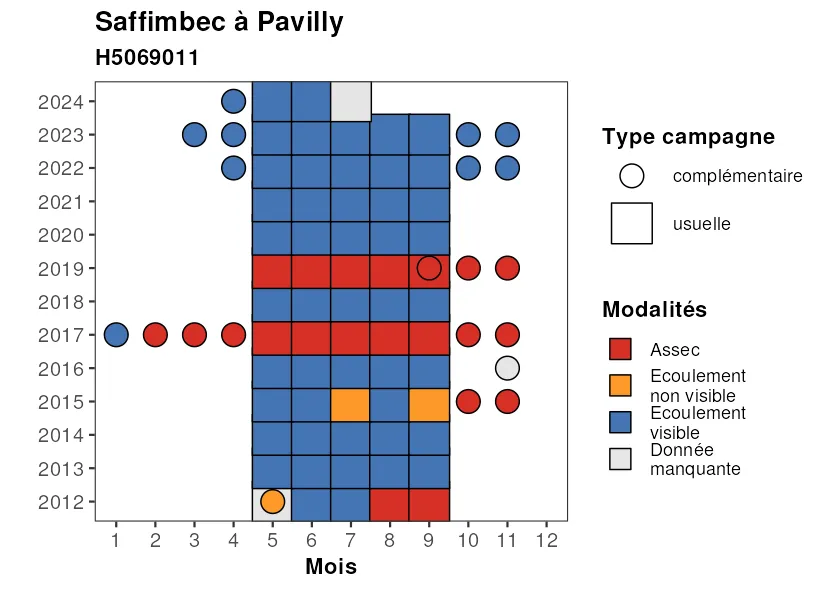 Saffimbec à Pavilly
H5069011
2024
2023
2022
2021
2020
2019
2018
2017
2016
2015
2014
2013
2012
1 2 3 4 5 6 7 8 9 10 11 12
Mois
Type campagne
complémentaire
usuelle
Modalités
Assec
Ecoulement
non visible
Ecoulement
visible
Donnée
manquante